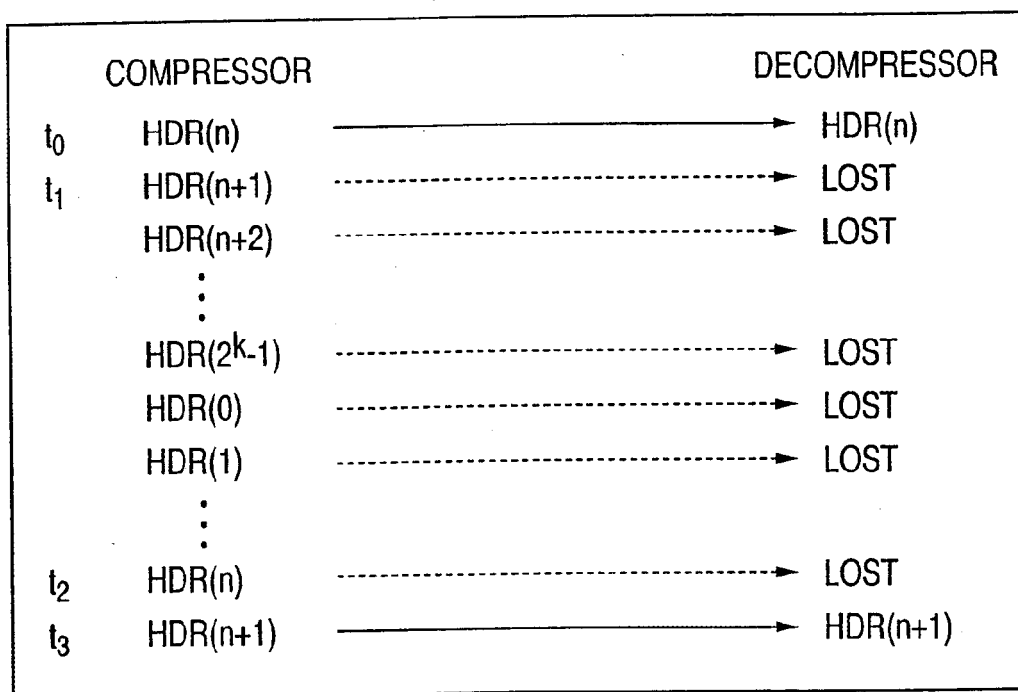 COMPRESSOR DECOMPRESSOR
t₀ HDR(n) HDR(n)
t₁ HDR(n+1) LOST
HDR(n+2) LOST
HDR(2ᵏ-1) LOST
HDR(0) LOST
HDR(1) LOST
t₂ HDR(n) LOST
t₃ HDR(n+1) HDR(n+1)